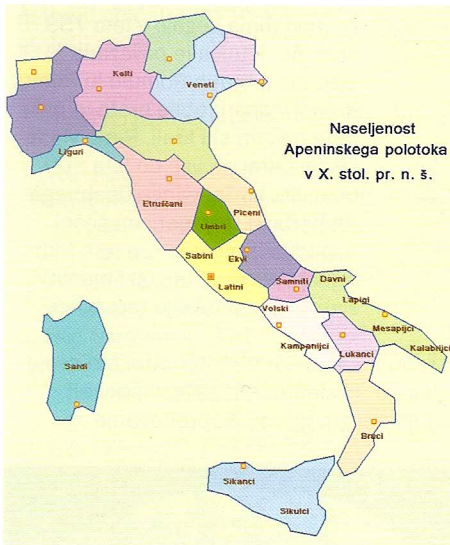 Naseljenost
Apeninskega polotoka
v X. stol. pr. n. š.
Kelti
Veneti
Liguri
Etruščani
Umbri
Piceni
Sabini
Ekvi
Latini
Samniti
Davni
Lapigi
Volski
Mesapijci
Kampanijci
Lukanci
Kalabrijci
Sardi
Bruci
Sikanci
Sikulci